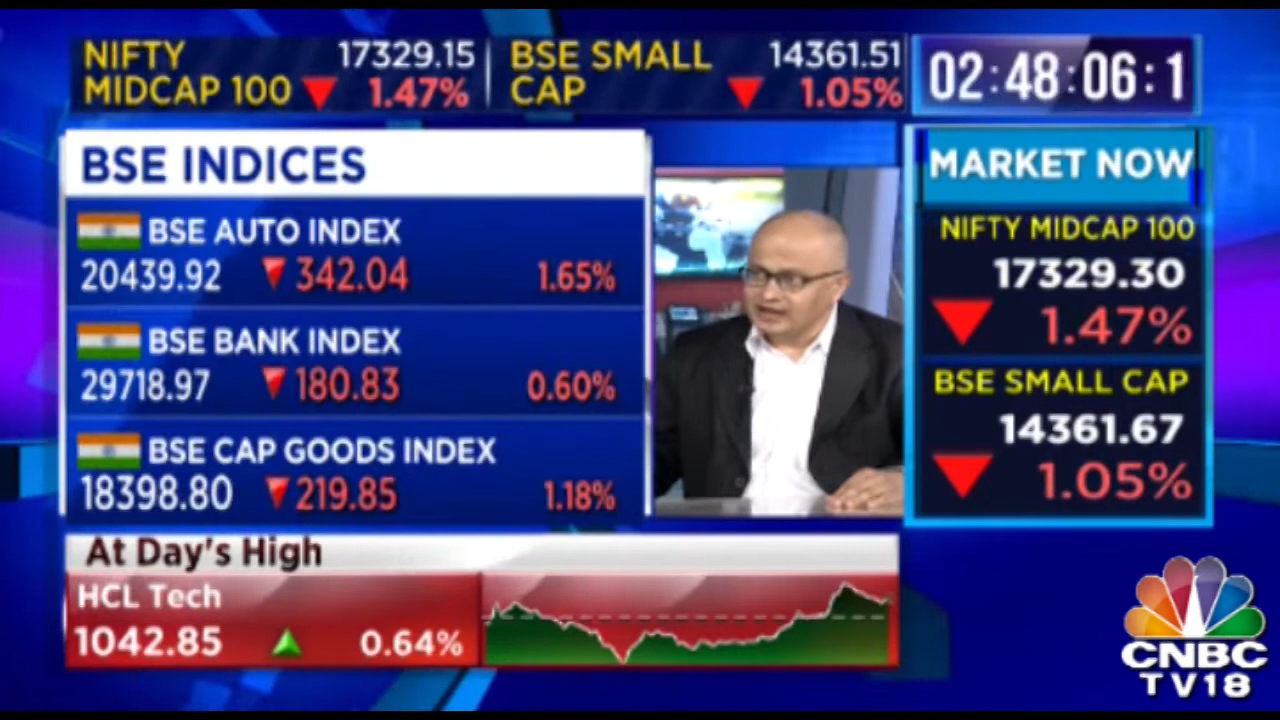 NIFTY MIDCAP 100 17329.15 ▼ 1.47%
BSE SMALL CAP 14361.51 ▼ 1.05%
02:48:06:1
BSE INDICES
BSE AUTO INDEX
20439.92 ▼ 342.04 1.65%
BSE BANK INDEX
29718.97 ▼ 180.83 0.60%
BSE CAP GOODS INDEX
18398.80 ▼ 219.85 1.18%
MARKET NOW
NIFTY MIDCAP 100
17329.30
▼ 1.47%
BSE SMALL CAP
14361.67
▼ 1.05%
At Day's High
HCL Tech
1042.85 ▲ 0.64%
CNBC
TV18